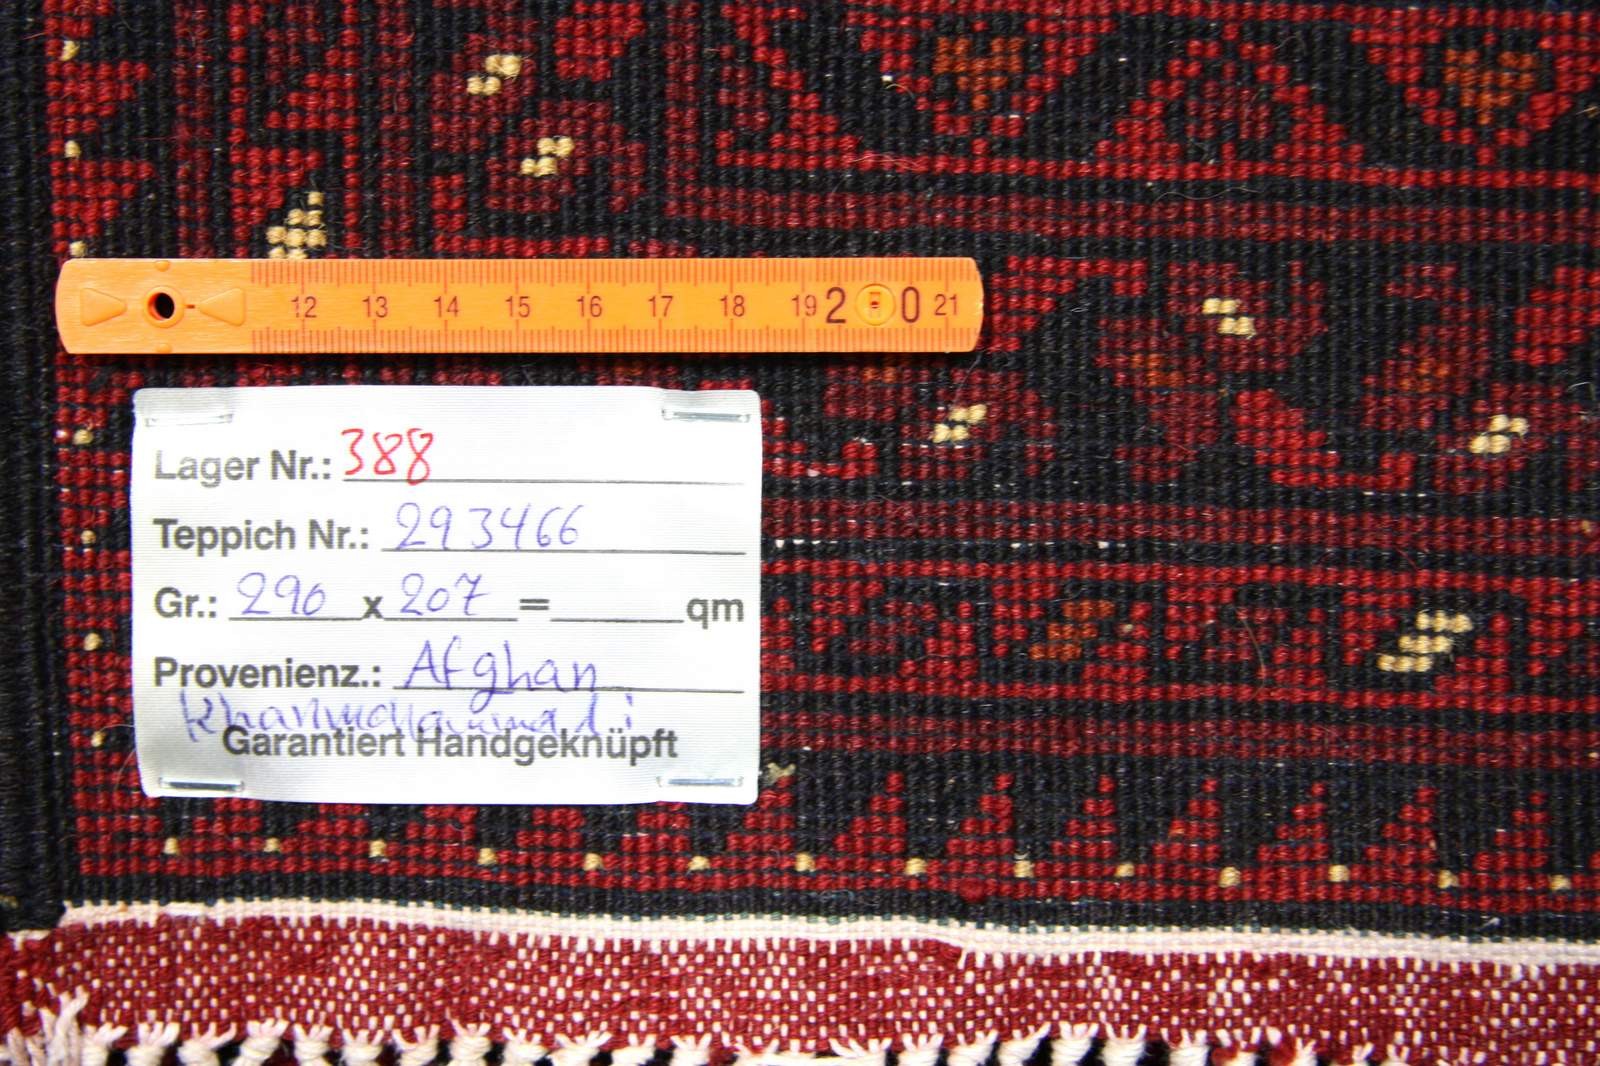 12 13 14 15 16 17 18 19 20 21
Lager Nr.: 388
Teppich Nr.: 293466
Gr.: 290 x 207 = qm
Provenienz.: Afghan
Khanmohammadi
Garantiert Handgeknüpft